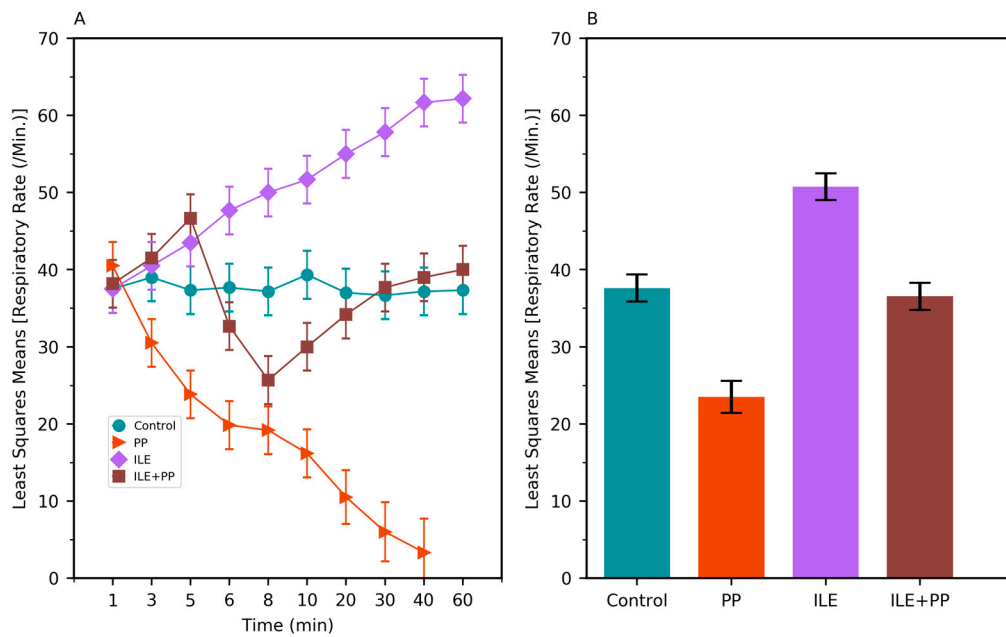 A
B
70
60
50
40
30
20
10
0
Least Squares Means [Respiratory Rate (/Min.)]
Control
PP
ILE
ILE+PP
1 3 5 6 8 10 20 30 40 60
Time (min)
70
60
50
40
30
20
10
0
Least Squares Means [Respiratory Rate (/Min.)]
Control PP ILE ILE+PP